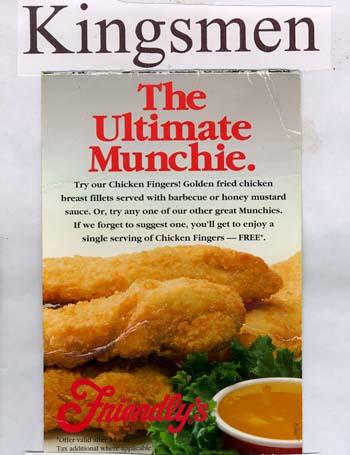 Kingsmen
The
Ultimate
Munchie.
Try our Chicken Fingers! Golden fried chicken
breast fillets served with barbecue or honey mustard
sauce. Or, try any one of our other great Munchies.
If we forget to suggest one, you'll get to enjoy a
single serving of Chicken Fingers — FREE*.
Friendly's
*Offer valid after
Tax additional where applicable.